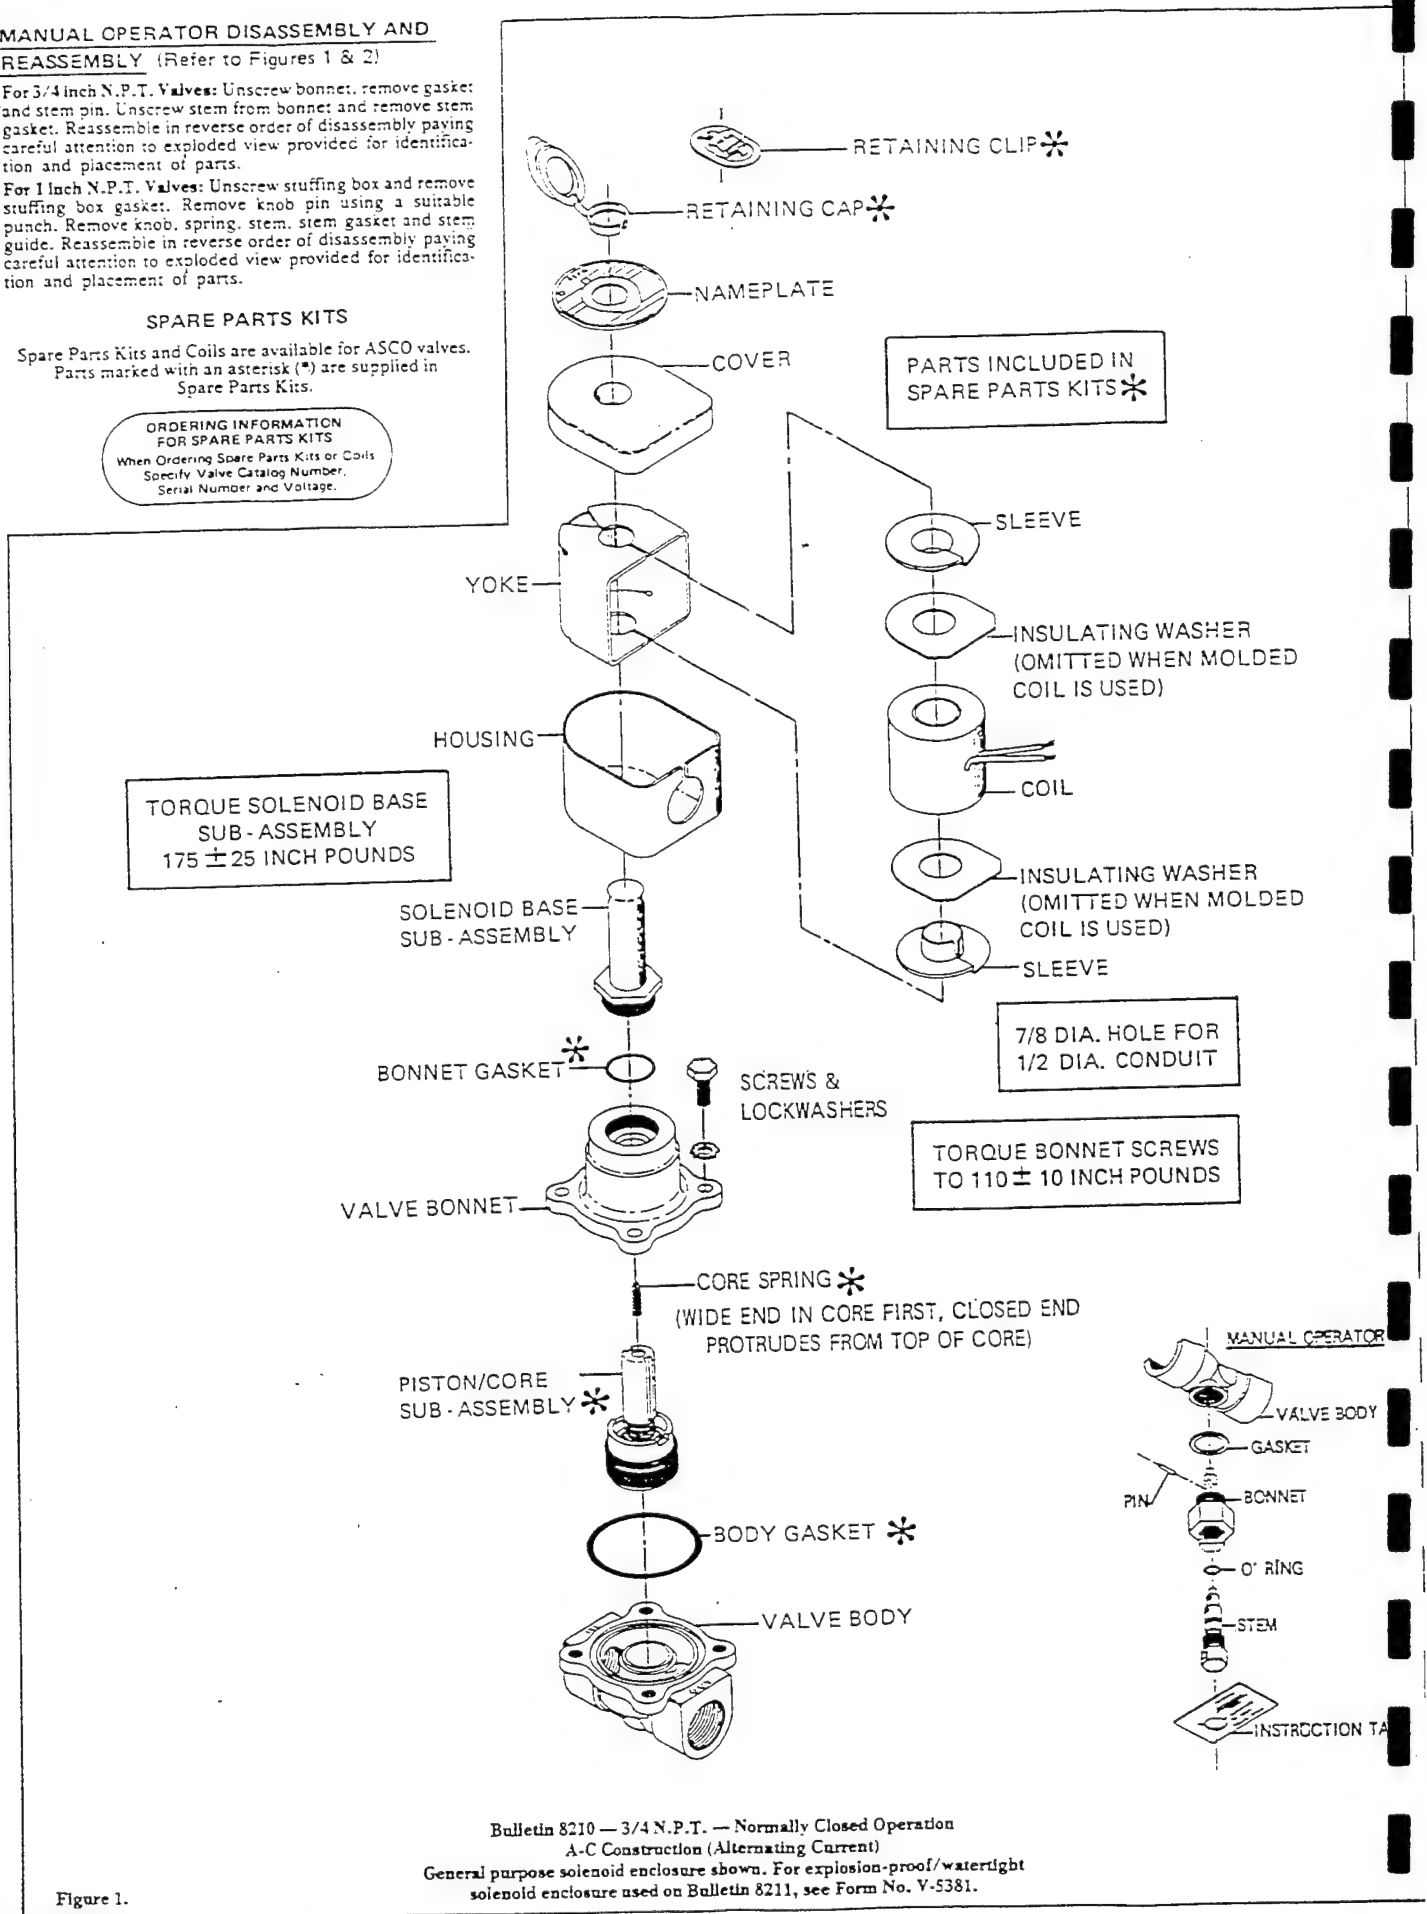 MANUAL OPERATOR DISASSEMBLY AND
REASSEMBLY (Refer to Figures 1 & 2)
For 3/4 inch N.P.T. Valves: Unscrew bonnet, remove gasket
and stem pin. Unscrew stem from bonnet and remove stem
gasket. Reassemble in reverse order of disassembly paying
careful attention to exploded view provided for identifica-
tion and placement of parts.
For 1 Inch N.P.T. Valves: Unscrew stuffing box and remove
stuffing box gasket. Remove knob pin using a suitable
punch. Remove knob, spring, stem, stem gasket and stem
guide. Reassemble in reverse order of disassembly paying
careful attention to exploded view provided for identifica-
tion and placement of parts.
SPARE PARTS KITS
Spare Parts Kits and Coils are available for ASCO valves.
Parts marked with an asterisk (*) are supplied in
Spare Parts Kits.
ORDERING INFORMATION
FOR SPARE PARTS KITS
When Ordering Spare Parts Kits or Coils
Specify Valve Catalog Number,
Serial Number and Voltage.
RETAINING CLIP*
RETAINING CAP*
NAMEPLATE
COVER
PARTS INCLUDED IN
SPARE PARTS KITS*
SLEEVE
YOKE
INSULATING WASHER
(OMITTED WHEN MOLDED
COIL IS USED)
HOUSING
COIL
TORQUE SOLENOID BASE
SUB-ASSEMBLY
175 ± 25 INCH POUNDS
INSULATING WASHER
(OMITTED WHEN MOLDED
COIL IS USED)
SOLENOID BASE
SUB-ASSEMBLY
SLEEVE
7/8 DIA. HOLE FOR
1/2 DIA. CONDUIT
BONNET GASKET*
SCREWS &
LOCKWASHERS
TORQUE BONNET SCREWS
TO 110 ± 10 INCH POUNDS
VALVE BONNET
CORE SPRING*
(WIDE END IN CORE FIRST, CLOSED END
PROTRUDES FROM TOP OF CORE)
PISTON/CORE
SUB-ASSEMBLY*
BODY GASKET*
VALVE BODY
MANUAL OPERATOR
VALVE BODY
GASKET
PIN
BONNET
O' RING
STEM
INSTRUCTION TA
Bulletin 8210 — 3/4 N.P.T. — Normally Closed Operation
A-C Construction (Alternating Current)
General purpose solenoid enclosure shown. For explosion-proof/watertight
solenoid enclosure used on Bulletin 8211, see Form No. V-5381.
Figure 1.